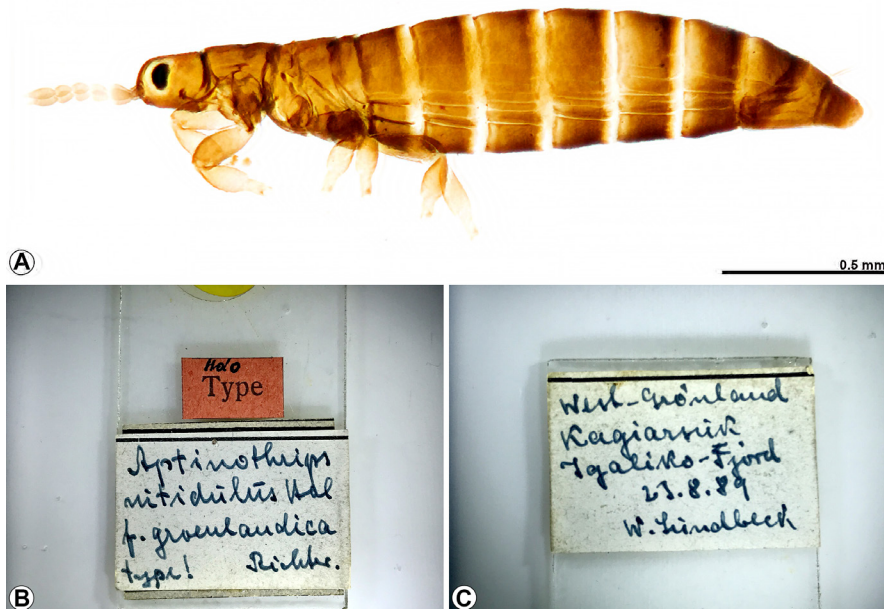 A
0.5 mm
Halo
Type
Aptinothrips
nitidulus Hal
f. groenlandica
type! Richter.
B
West-Grönland
Kagiarsuk
Igaliko-Fjord
23.8.89
W. Lundbeck
C